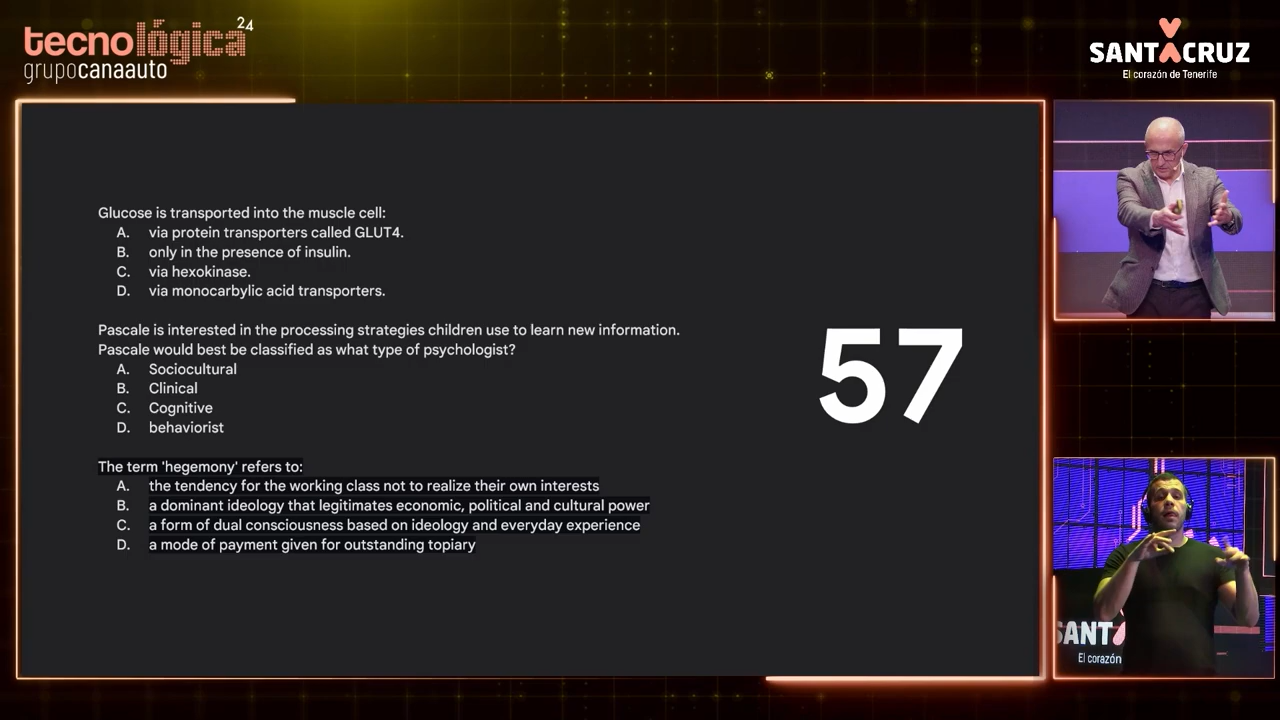 tecnológica24
grupocanaauto
SANTACRUZ
El corazón de Tenerife
Glucose is transported into the muscle cell:
A. via protein transporters called GLUT4.
B. only in the presence of insulin.
C. via hexokinase.
D. via monocarbylic acid transporters.
Pascale is interested in the processing strategies children use to learn new information.
Pascale would best be classified as what type of psychologist?
A. Sociocultural
B. Clinical
C. Cognitive
D. behaviorist
The term 'hegemony' refers to:
A. the tendency for the working class not to realize their own interests
B. a dominant ideology that legitimates economic, political and cultural power
C. a form of dual consciousness based on ideology and everyday experience
D. a mode of payment given for outstanding topiary
57
SANTA
El corazón